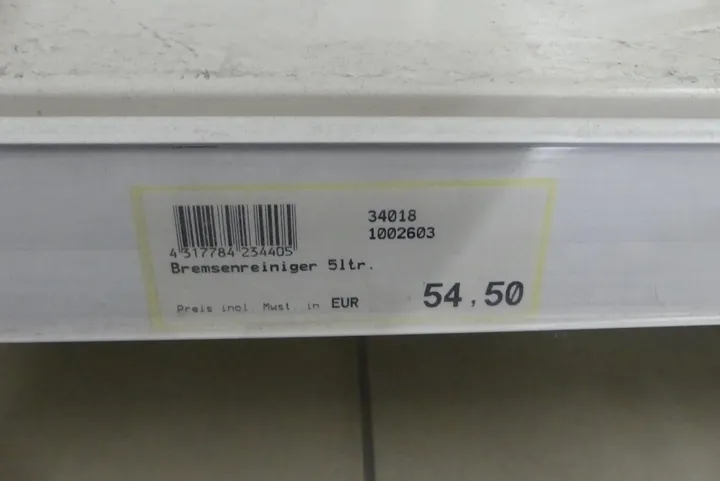 34018
1002603
4 317784 234405
Bremsenreiniger 5ltr.
Preis incl. Mwst. in EUR 54,50